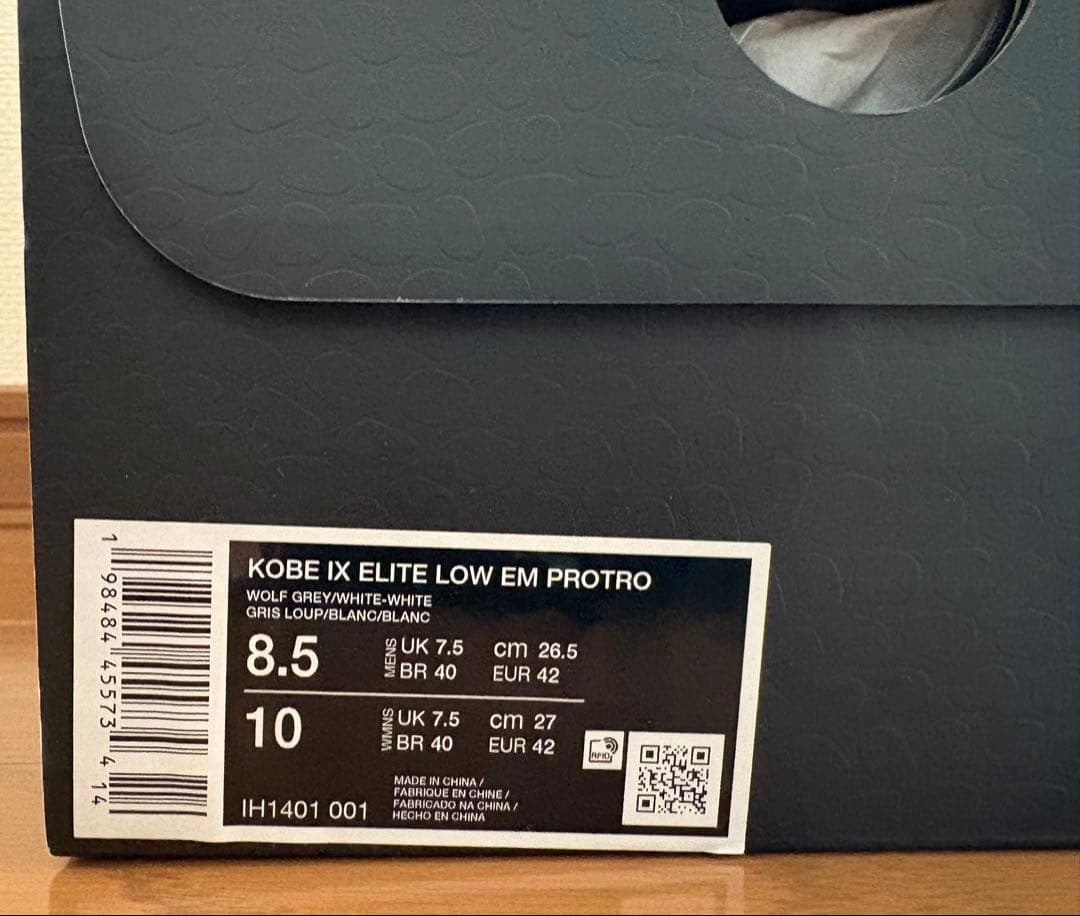 1 98484 45573 4 14
KOBE IX ELITE LOW EM PROTRO
WOLF GREY/WHITE-WHITE
GRIS LOUP/BLANC/BLANC
8.5 MENS UK 7.5 cm 26.5
BR 40 EUR 42
10 WMNS UK 7.5 cm 27
BR 40 EUR 42
RFID
MADE IN CHINA /
FABRIQUE EN CHINE /
FABRICADO NA CHINA /
HECHO EN CHINA
IH1401 001